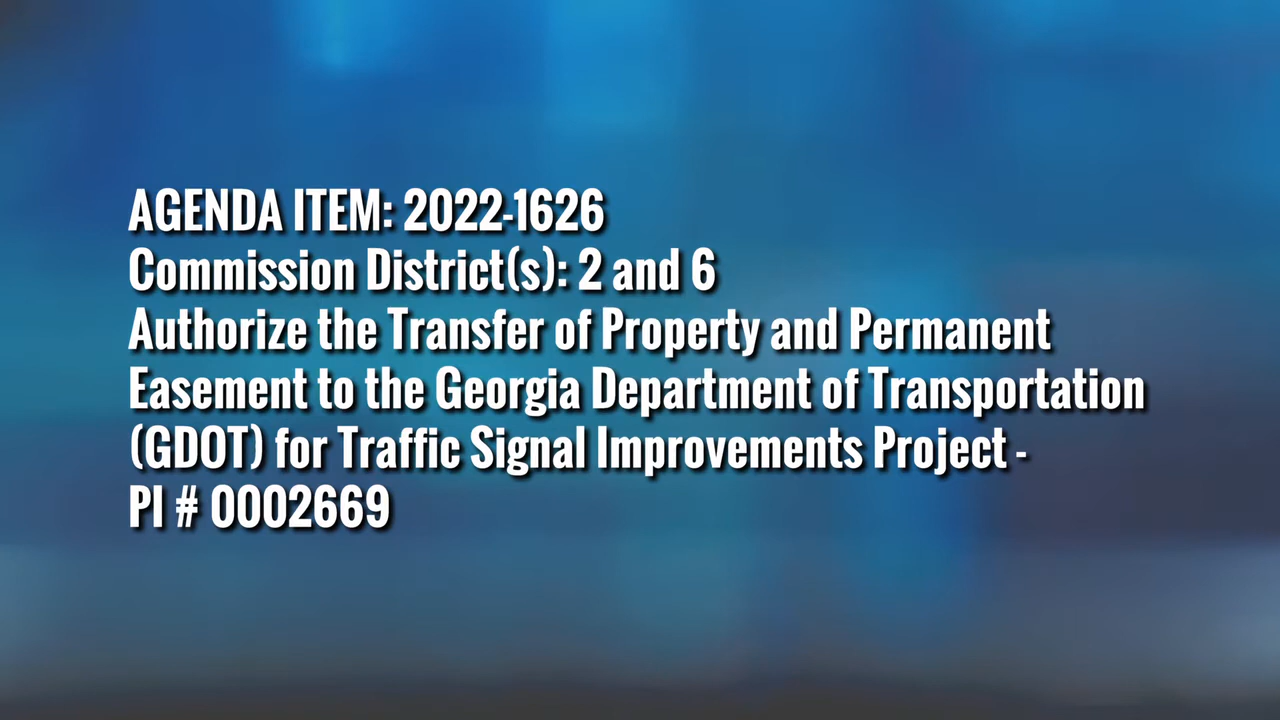 AGENDA ITEM: 2022-1626
Commission District(s): 2 and 6
Authorize the Transfer of Property and Permanent
Easement to the Georgia Department of Transportation
(GDOT) for Traffic Signal Improvements Project -
PI # 0002669